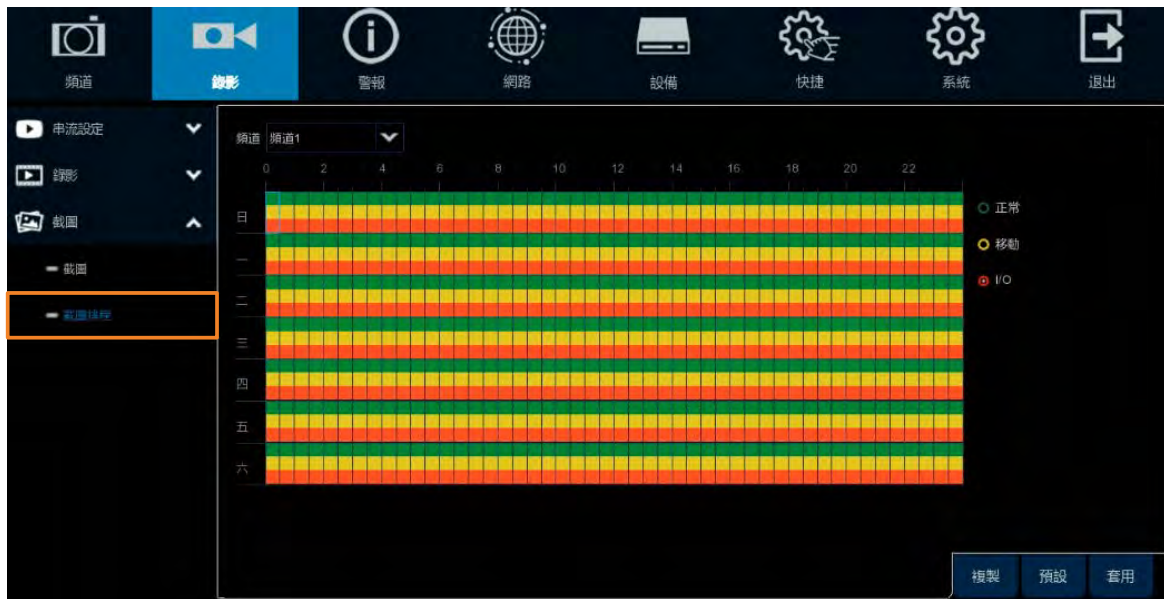 頻道 錄影 警報 網路 設備 快捷 系統 退出
串流設定
錄影
截圖
截圖
截圖排程
頻道 頻道1
0 2 4 6 8 10 12 14 16 18 20 22
日
一
二
三
四
五
六
正常
移動
I/O
複製 預設 套用